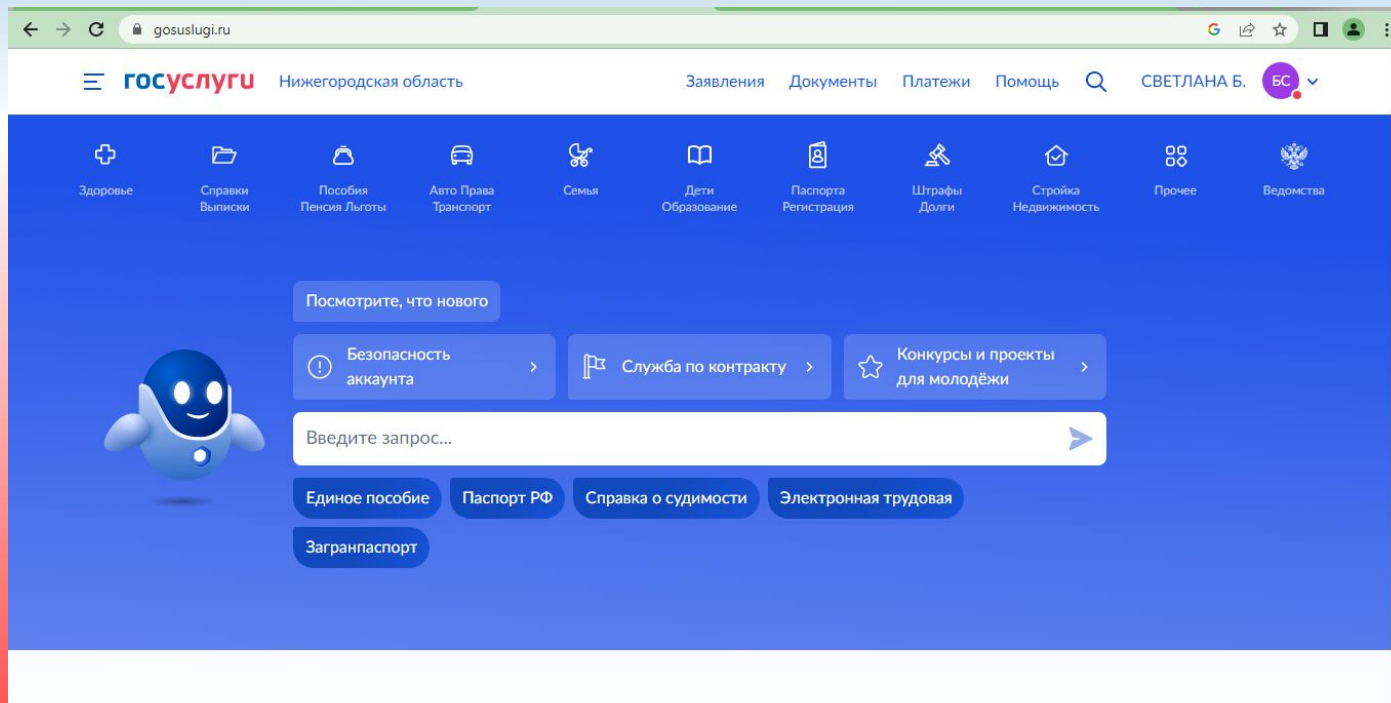 gosuslugi.ru
госуслуги Нижегородская область Заявления Документы Платежи Помощь СВЕТЛАНА Б. БС
Здоровье Справки Выписки Пособия Пенсия Льготы Авто Права Транспорт Семья Дети Образование Паспорта Регистрация Штрафы Долги Стройка Недвижимость Прочее Ведомства
Посмотрите, что нового
Безопасность аккаунта Служба по контракту Конкурсы и проекты для молодёжи
Введите запрос...
Единое пособие Паспорт РФ Справка о судимости Электронная трудовая
Загранпаспорт